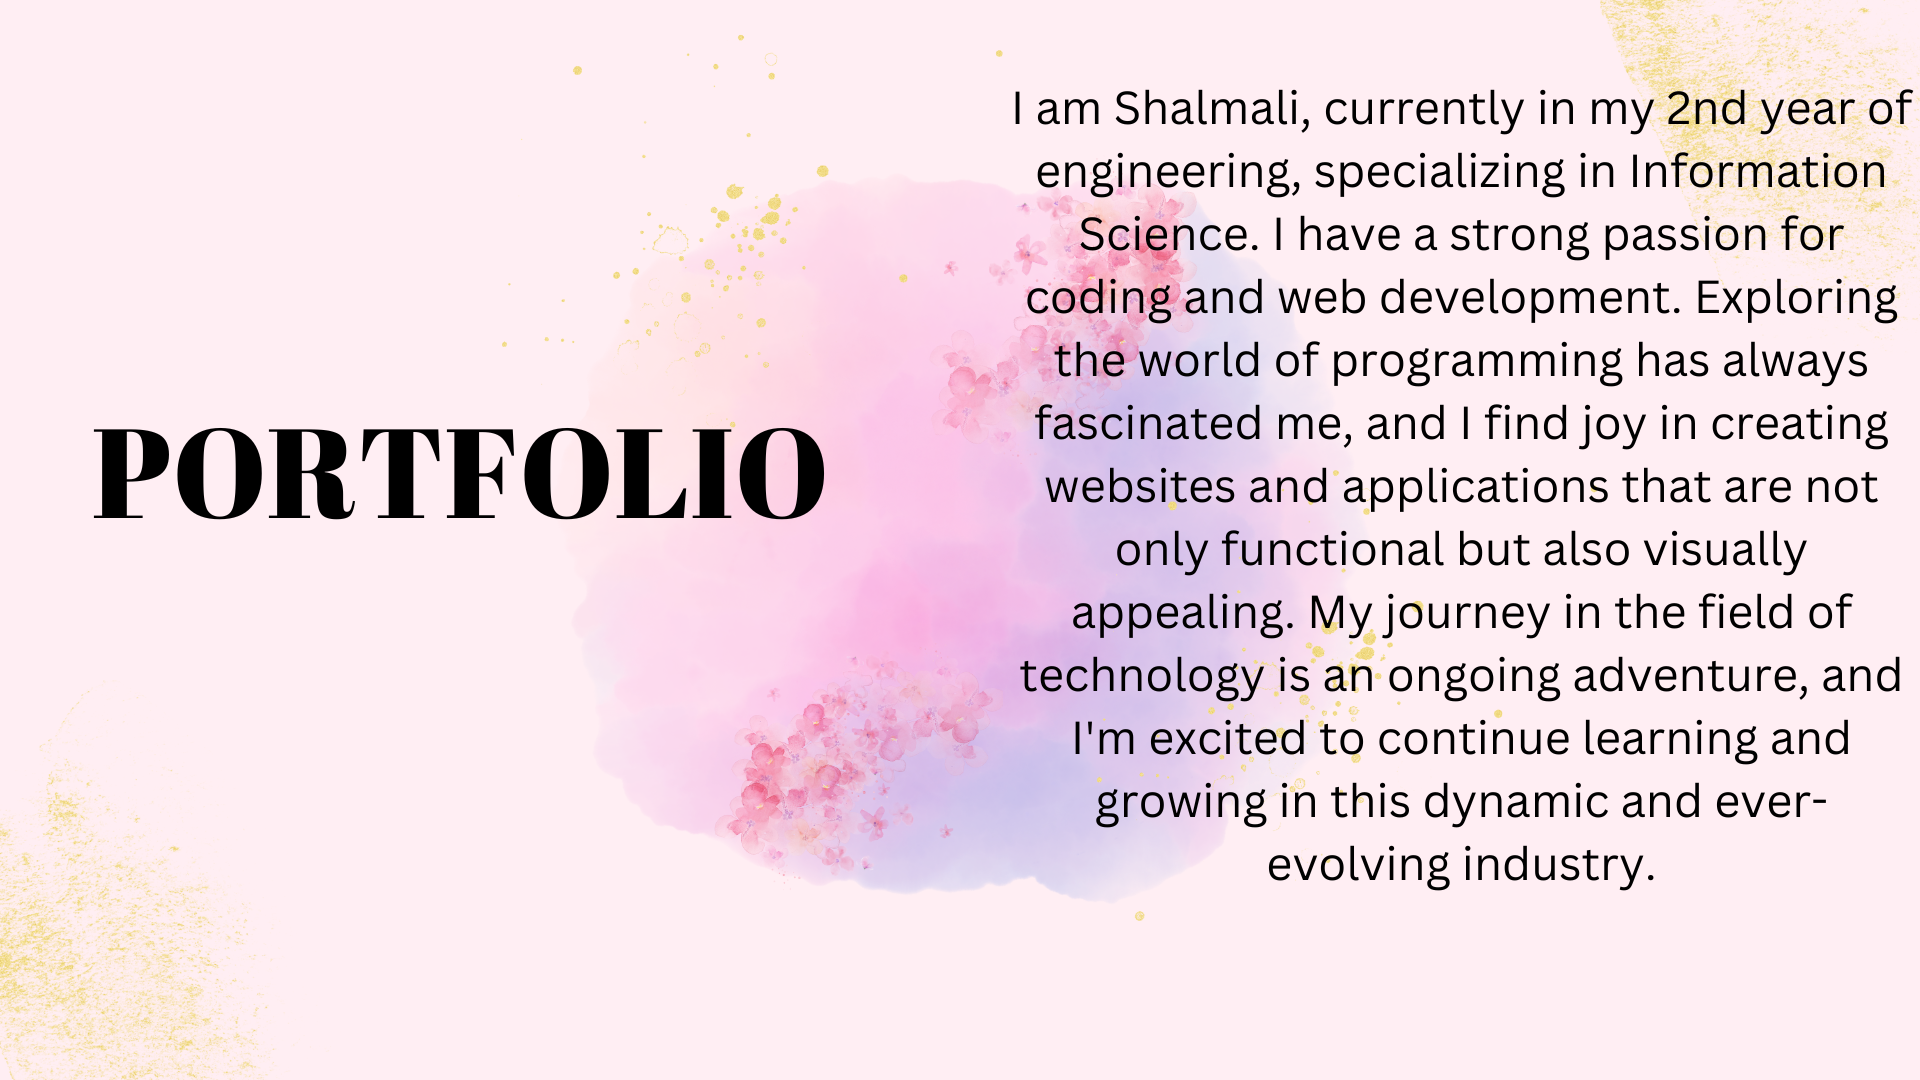 PORTFOLIO
I am Shalmali, currently in my 2nd year of
engineering, specializing in Information
Science. I have a strong passion for
coding and web development. Exploring
the world of programming has always
fascinated me, and I find joy in creating
websites and applications that are not
only functional but also visually
appealing. My journey in the field of
technology is an ongoing adventure, and
I'm excited to continue learning and
growing in this dynamic and ever-
evolving industry.